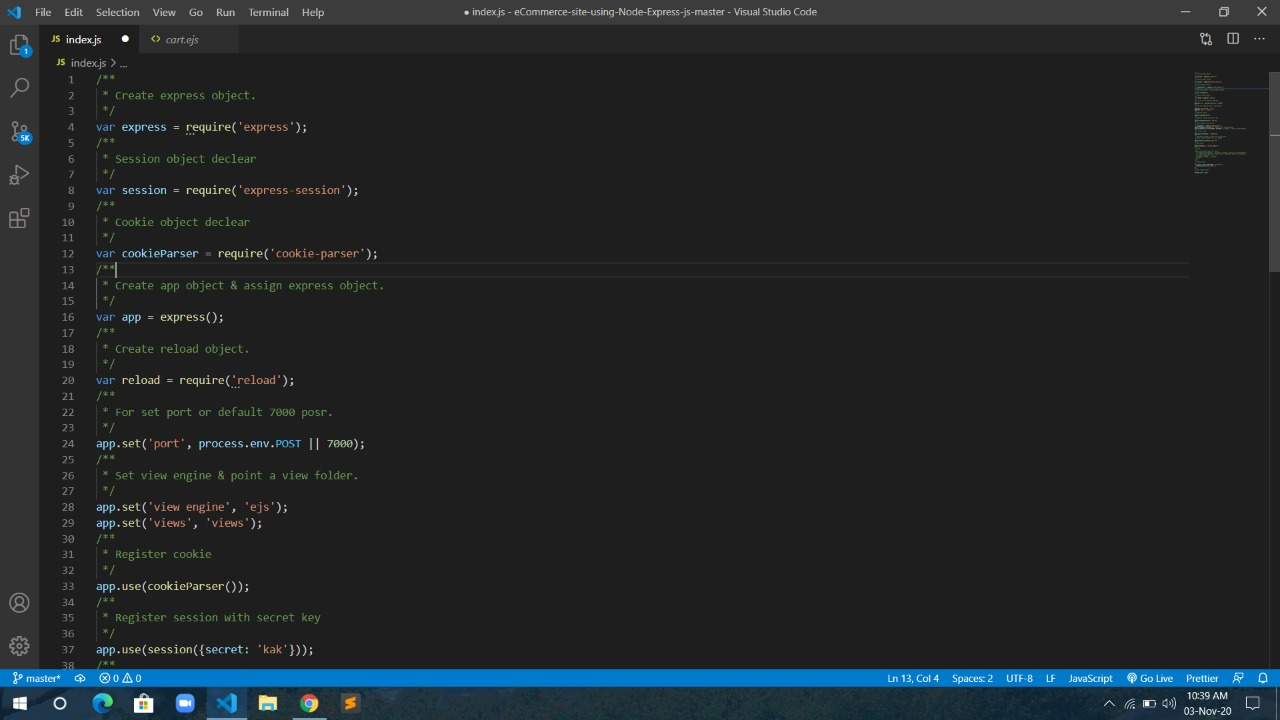 File Edit Selection View Go Run Terminal Help
● index.js - eCommerce-site-using-Node-Express-js-master - Visual Studio Code
JS index.js ● <> cart.ejs
JS index.js > ...
1 /**
2 * Create express object.
3 */
4 var express = require('express');
5 /**
6 * Session object declear
7 */
8 var session = require('express-session');
9 /**
10 * Cookie object declear
11 */
12 var cookieParser = require('cookie-parser');
13 /**
14 * Create app object & assign express object.
15 */
16 var app = express();
17 /**
18 * Create reload object.
19 */
20 var reload = require('reload');
21 /**
22 * For set port or default 7000 posr.
23 */
24 app.set('port', process.env.POST || 7000);
25 /**
26 * Set view engine & point a view folder.
27 */
28 app.set('view engine', 'ejs');
29 app.set('views', 'views');
30 /**
31 * Register cookie
32 */
33 app.use(cookieParser());
34 /**
35 * Register session with secret key
36 */
37 app.use(session({secret: 'kak'}));
38 /**
1
5K
master* 0 0 Ln 13, Col 4 Spaces: 2 UTF-8 LF JavaScript Go Live Prettier
10:39 AM
03-Nov-20